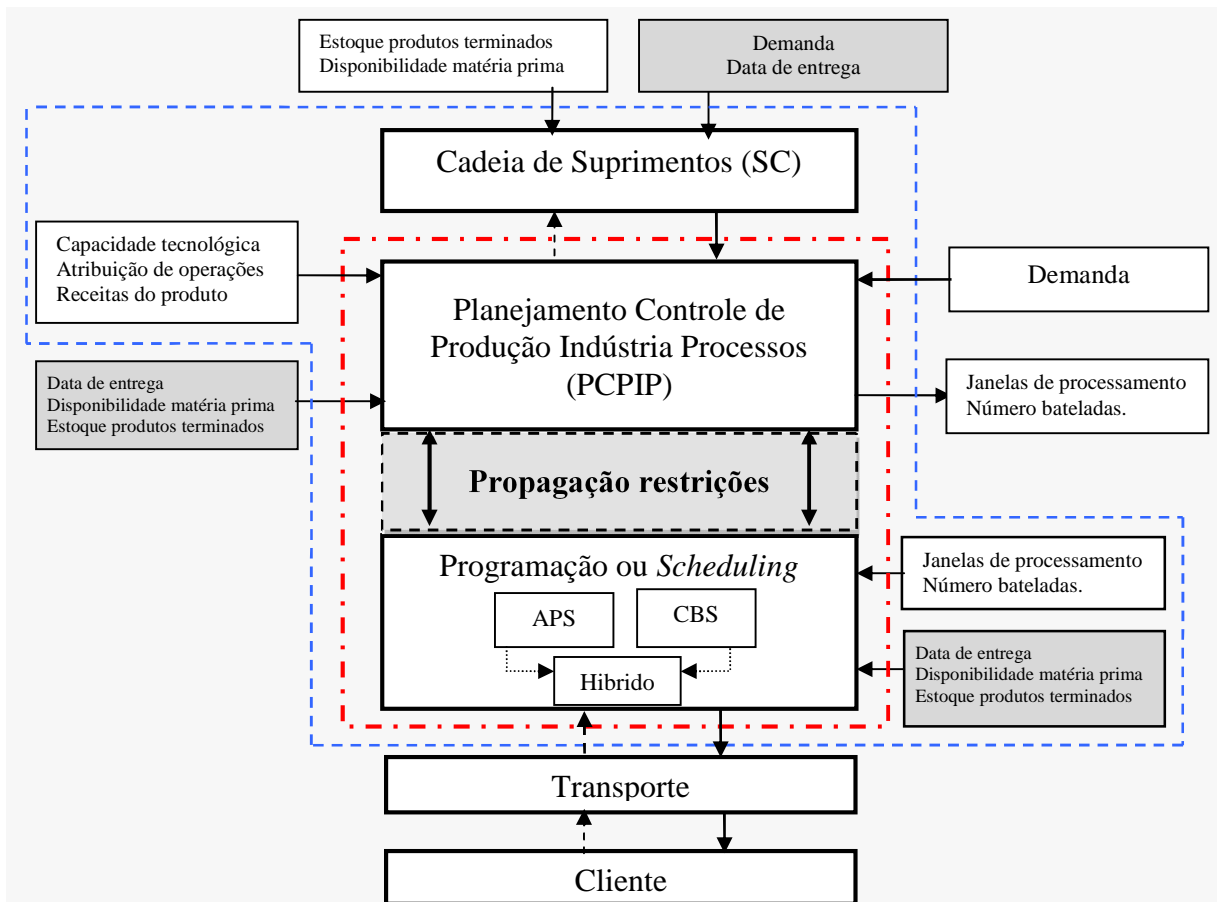 Estoque produtos terminados
Disponibilidade matéria prima
Demanda
Data de entrega
Cadeia de Suprimentos (SC)
Capacidade tecnológica
Atribuição de operações
Receitas do produto
Planejamento Controle de
Produção Indústria Processos
(PCPIP)
Demanda
Data de entrega
Disponibilidade matéria prima
Estoque produtos terminados
Janelas de processamento
Número bateladas.
Propagação restrições
Programação ou Scheduling
APS
CBS
Hibrido
Janelas de processamento
Número bateladas.
Data de entrega
Disponibilidade matéria prima
Estoque produtos terminados
Transporte
Cliente